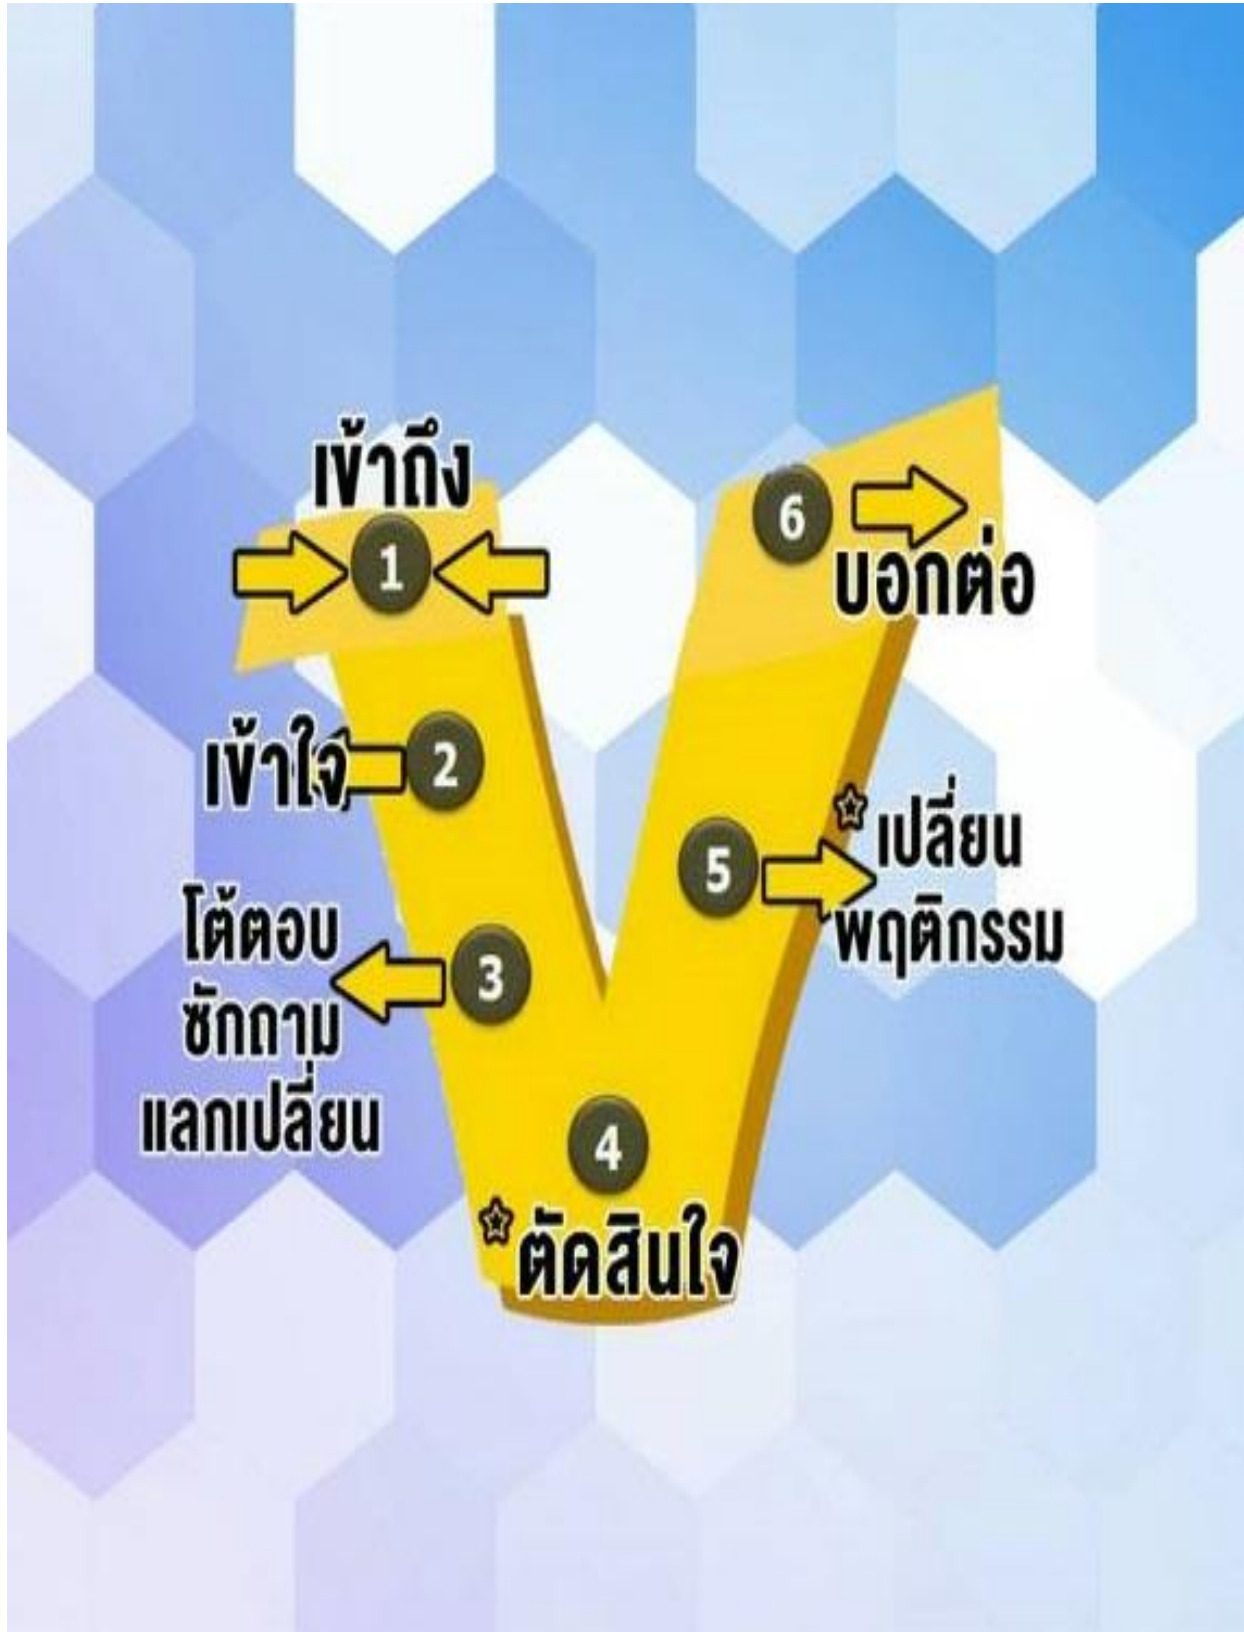 เข้าถึง
1
เข้าใจ
2
โต้ตอบ
ซักถาม
แลกเปลี่ยน
3
4
ตัดสินใจ
5
เปลี่ยน
พฤติกรรม
6
บอกต่อ